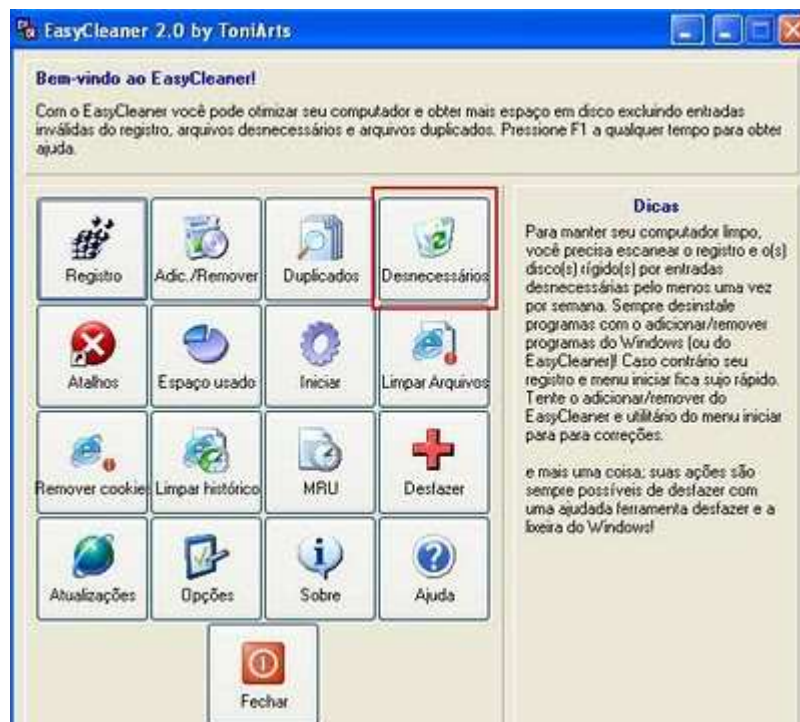 EasyCleaner 2.0 by ToniArts
Bem-vindo ao EasyCleaner!
Com o EasyCleaner você pode otimizar seu computador e obter mais espaço em disco excluindo entradas
inválidas do registro, arquivos desnecessários e arquivos duplicados. Pressione F1 a qualquer tempo para obter
ajuda.
Registro
Adic./Remover
Duplicados
Desnecessários
Atalhos
Espaço usado
Iniciar
Limpar Arquivos
Remover cookie
Limpar histórico
MRU
Desfazer
Atualizações
Opções
Sobre
Ajuda
Fechar
Dicas
Para manter seu computador limpo,
você precisa escanear o registro e o(s)
disco(s) rígido(s) por entradas
desnecessárias pelo menos uma vez
por semana. Sempre desinstale
programas com o adicionar/remover
programas do Windows (ou do
EasyCleaner)! Caso contrário seu
registro e menu iniciar fica sujo rápido.
Tente o adicionar/remover do
EasyCleaner e utilitário do menu iniciar
para para correções.
e mais uma coisa; suas ações são
sempre possíveis de desfazer com
uma ajudada ferramenta desfazer e a
lixeira do Windows!